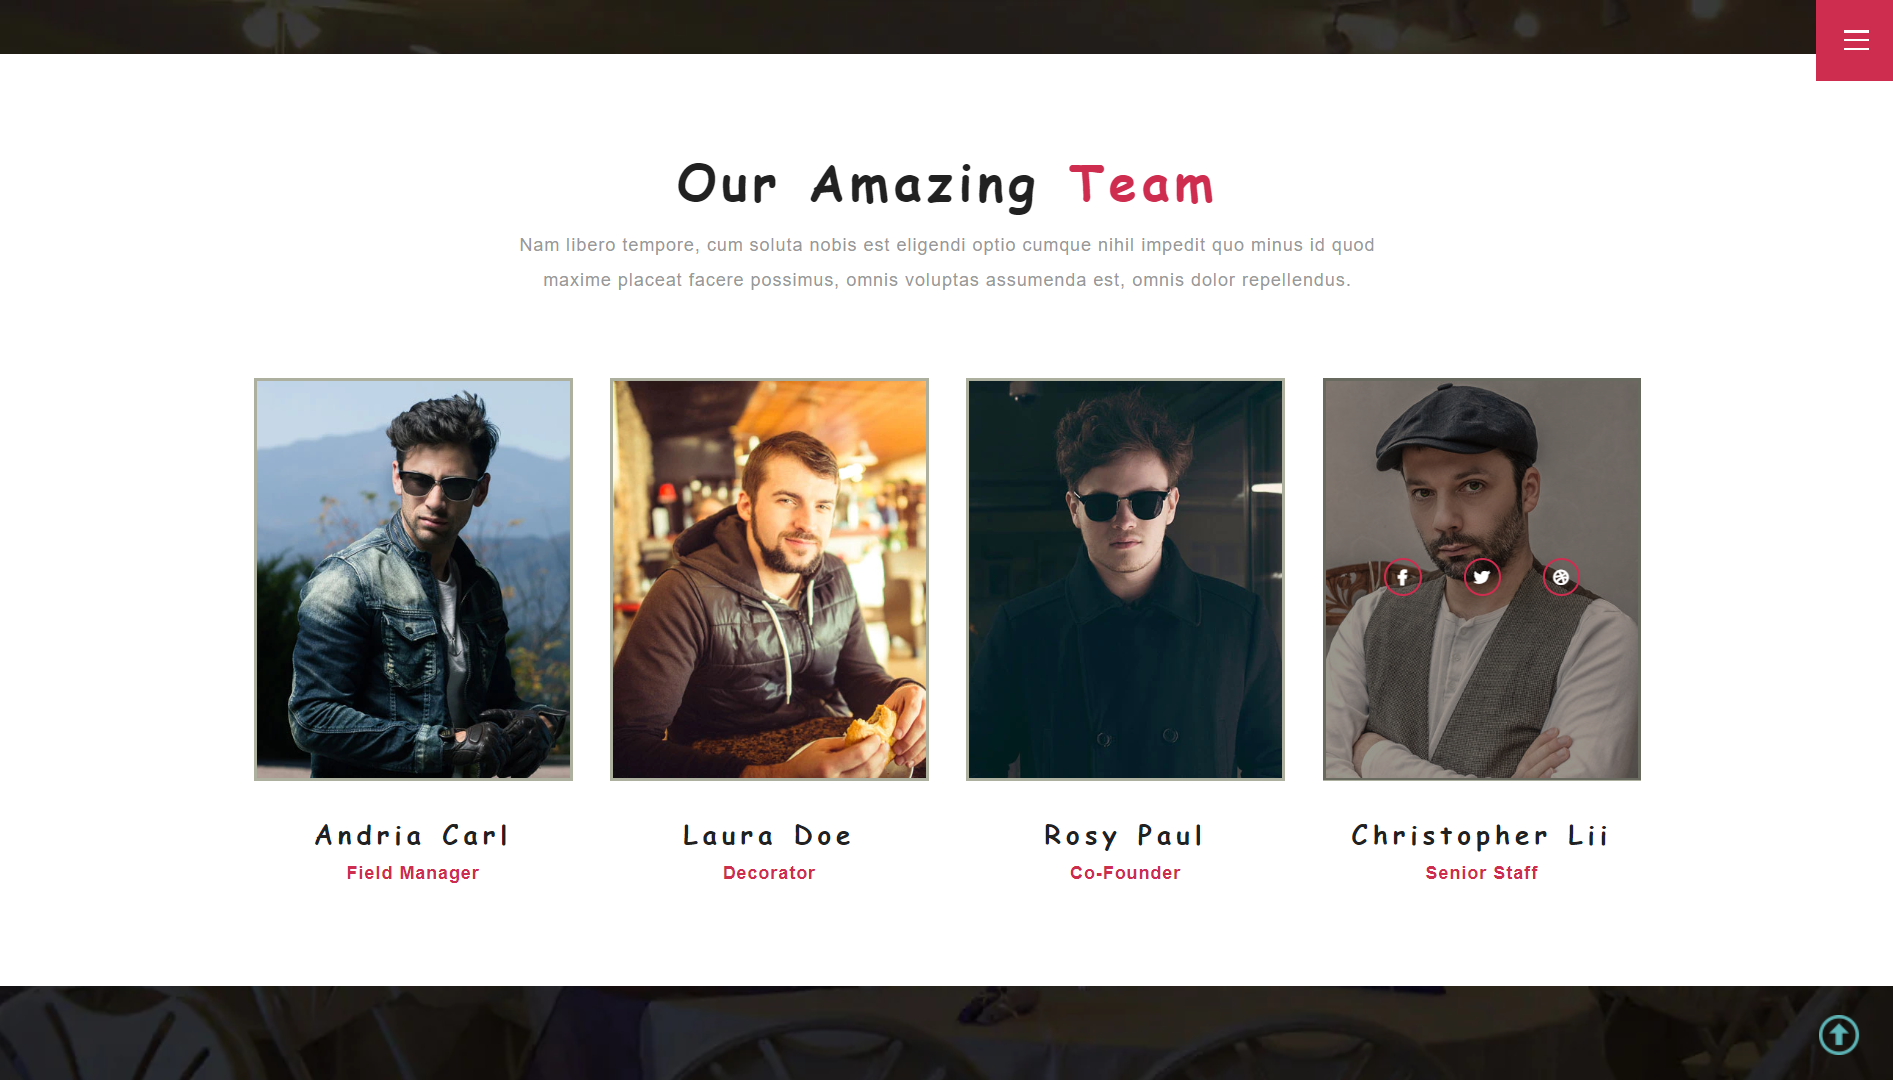 Our Amazing Team
Nam libero tempore, cum soluta nobis est eligendi optio cumque nihil impedit quo minus id quod
maxime placeat facere possimus, omnis voluptas assumenda est, omnis dolor repellendus.
Andria Carl
Field Manager
Laura Doe
Decorator
Rosy Paul
Co-Founder
Christopher Lii
Senior Staff